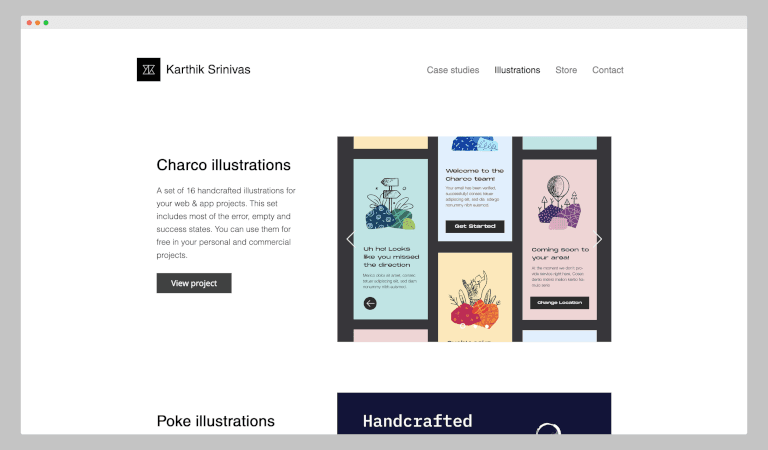 Karthik Srinivas
Case studies
Illustrations
Store
Contact
Charco illustrations
A set of 16 handcrafted illustrations for
your web & app projects. This set
includes most of the error, empty and
success states. You can use them for
free in your personal and commercial
projects.
View project
Uh ho! Looks
like you missed
the direction
Welcome to the
Charco team!
Get Started
Coming soon to
your area!
Change Location
Poke illustrations
Handcrafted